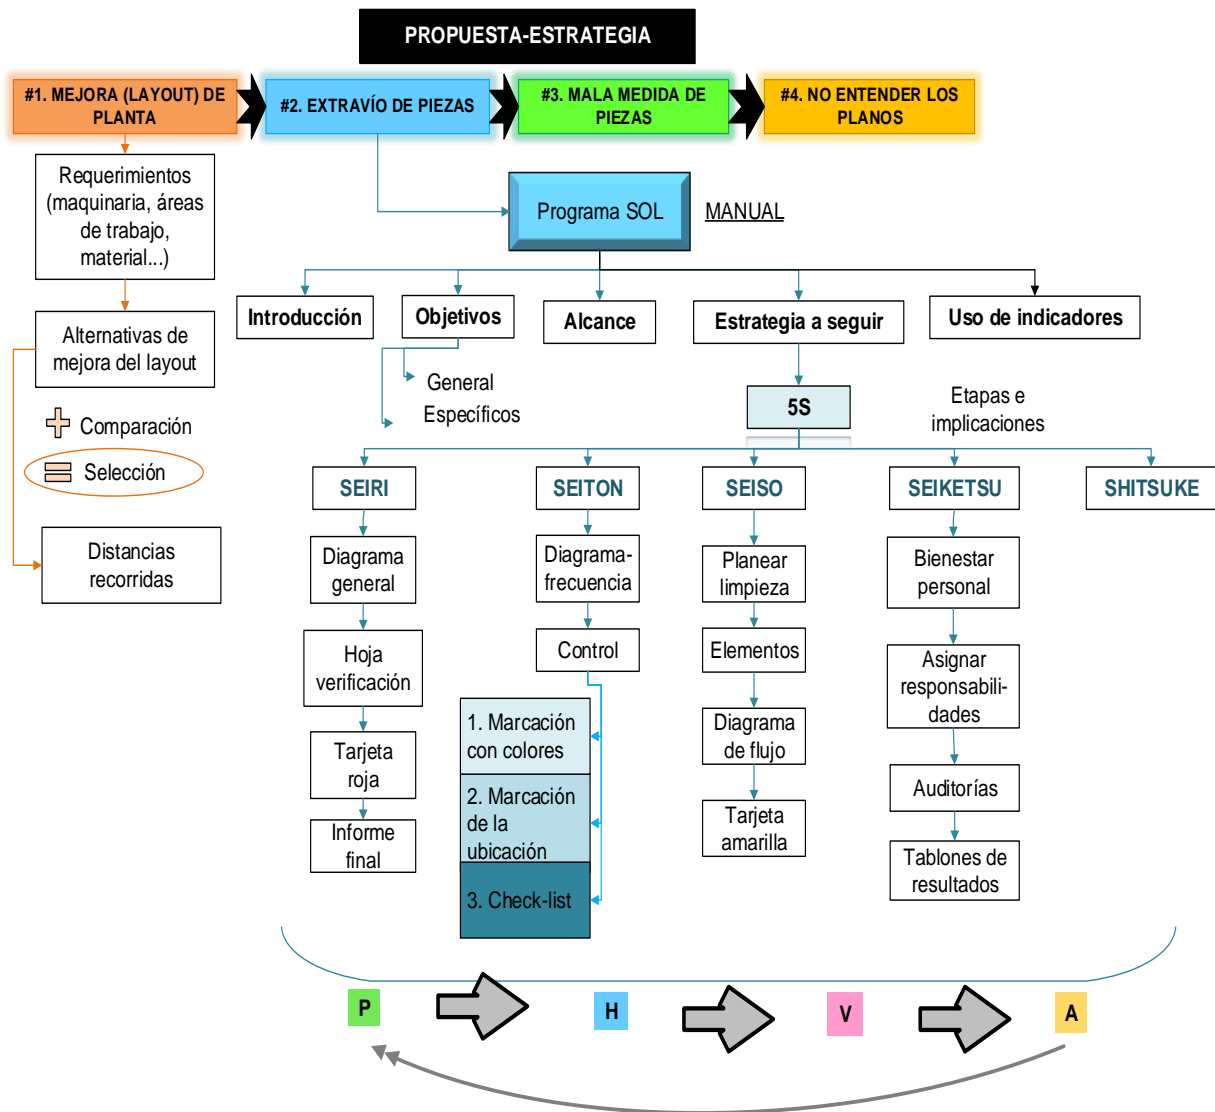 PROPUESTA-ESTRATEGIA
#1. MEJORA (LAYOUT) DE
PLANTA
#2. EXTRAVÍO DE PIEZAS
#3. MALA MEDIDA DE
PIEZAS
#4. NO ENTENDER LOS
PLANOS
Requerimientos
(maquinaria, áreas
de trabajo,
material...)
Alternativas de
mejora del layout
Comparación
Selección
Distancias
recorridas
Programa SOL
MANUAL
Introducción
Objetivos
Alcance
Estrategia a seguir
Uso de indicadores
General
Específicos
5S
Etapas e
implicaciones
SEIRI
SEITON
SEISO
SEIKETSU
SHITSUKE
Diagrama
general
Hoja
verificación
Tarjeta
roja
Informe
final
Diagrama-
frecuencia
Control
1. Marcación
con colores
2. Marcación
de la
ubicación
3. Check-list
Planear
limpieza
Elementos
Diagrama
de flujo
Tarjeta
amarilla
Bienestar
personal
Asignar
responsabili-
dades
Auditorías
Tablones de
resultados
P
H
V
A